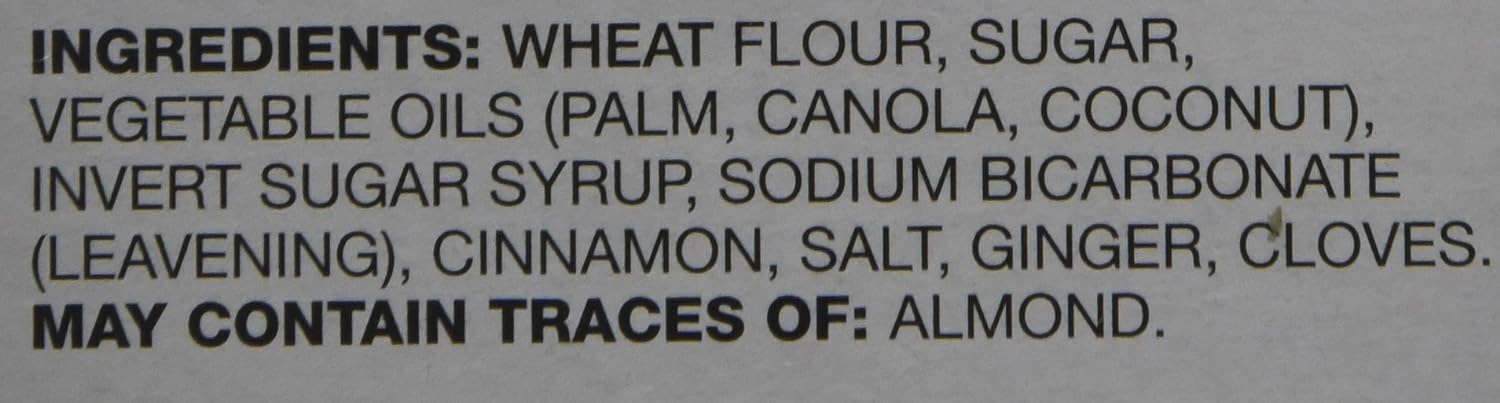 INGREDIENTS: WHEAT FLOUR, SUGAR,
VEGETABLE OILS (PALM, CANOLA, COCONUT),
INVERT SUGAR SYRUP, SODIUM BICARBONATE
(LEAVENING), CINNAMON, SALT, GINGER, CLOVES.
MAY CONTAIN TRACES OF: ALMOND.